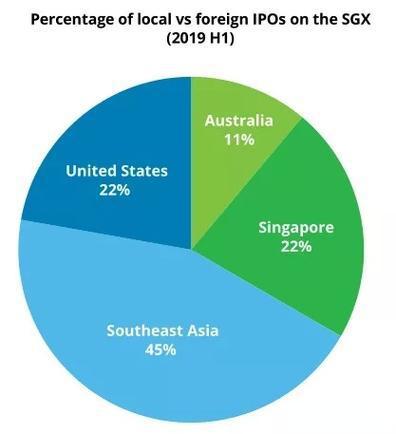 Percentage of local vs foreign IPOs on the SGX
(2019 H1)
Australia
11%
United States
22%
Singapore
22%
Southeast Asia
45%